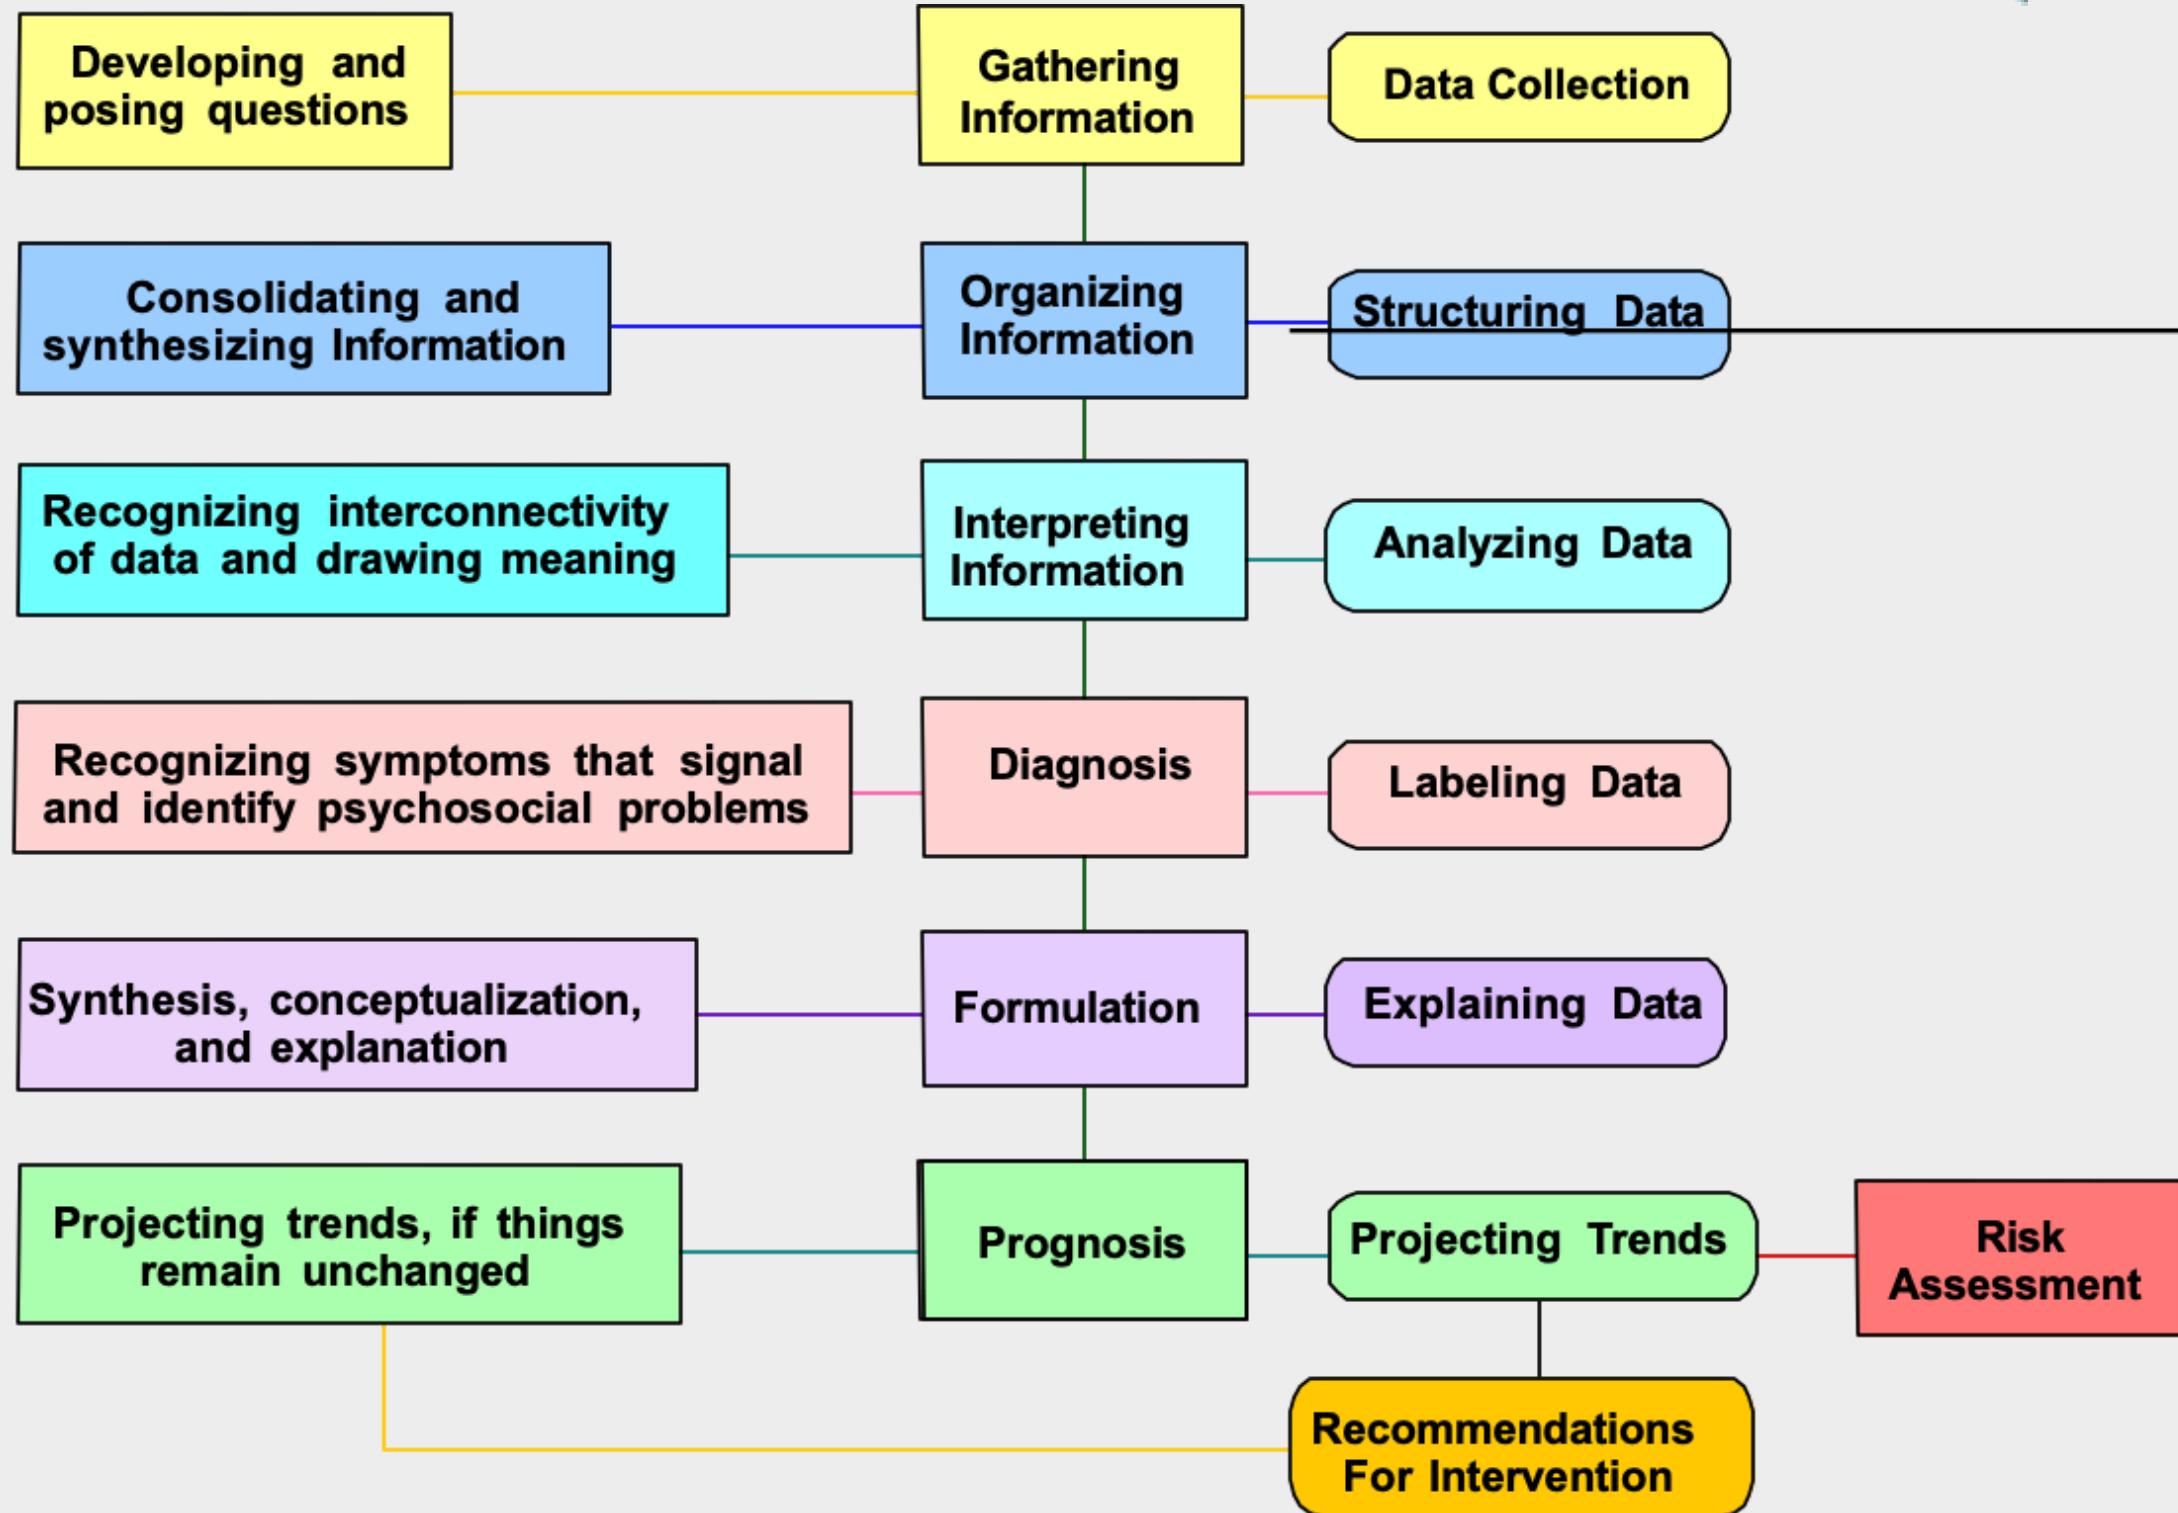 Developing and
posing questions
Gathering
Information
Data Collection
Consolidating and
synthesizing Information
Organizing
Information
Structuring Data
Recognizing interconnectivity
of data and drawing meaning
Interpreting
Information
Analyzing Data
Recognizing symptoms that signal
and identify psychosocial problems
Diagnosis
Labeling Data
Synthesis, conceptualization,
and explanation
Formulation
Explaining Data
Projecting trends, if things
remain unchanged
Prognosis
Projecting Trends
Risk
Assessment
Recommendations
For Intervention